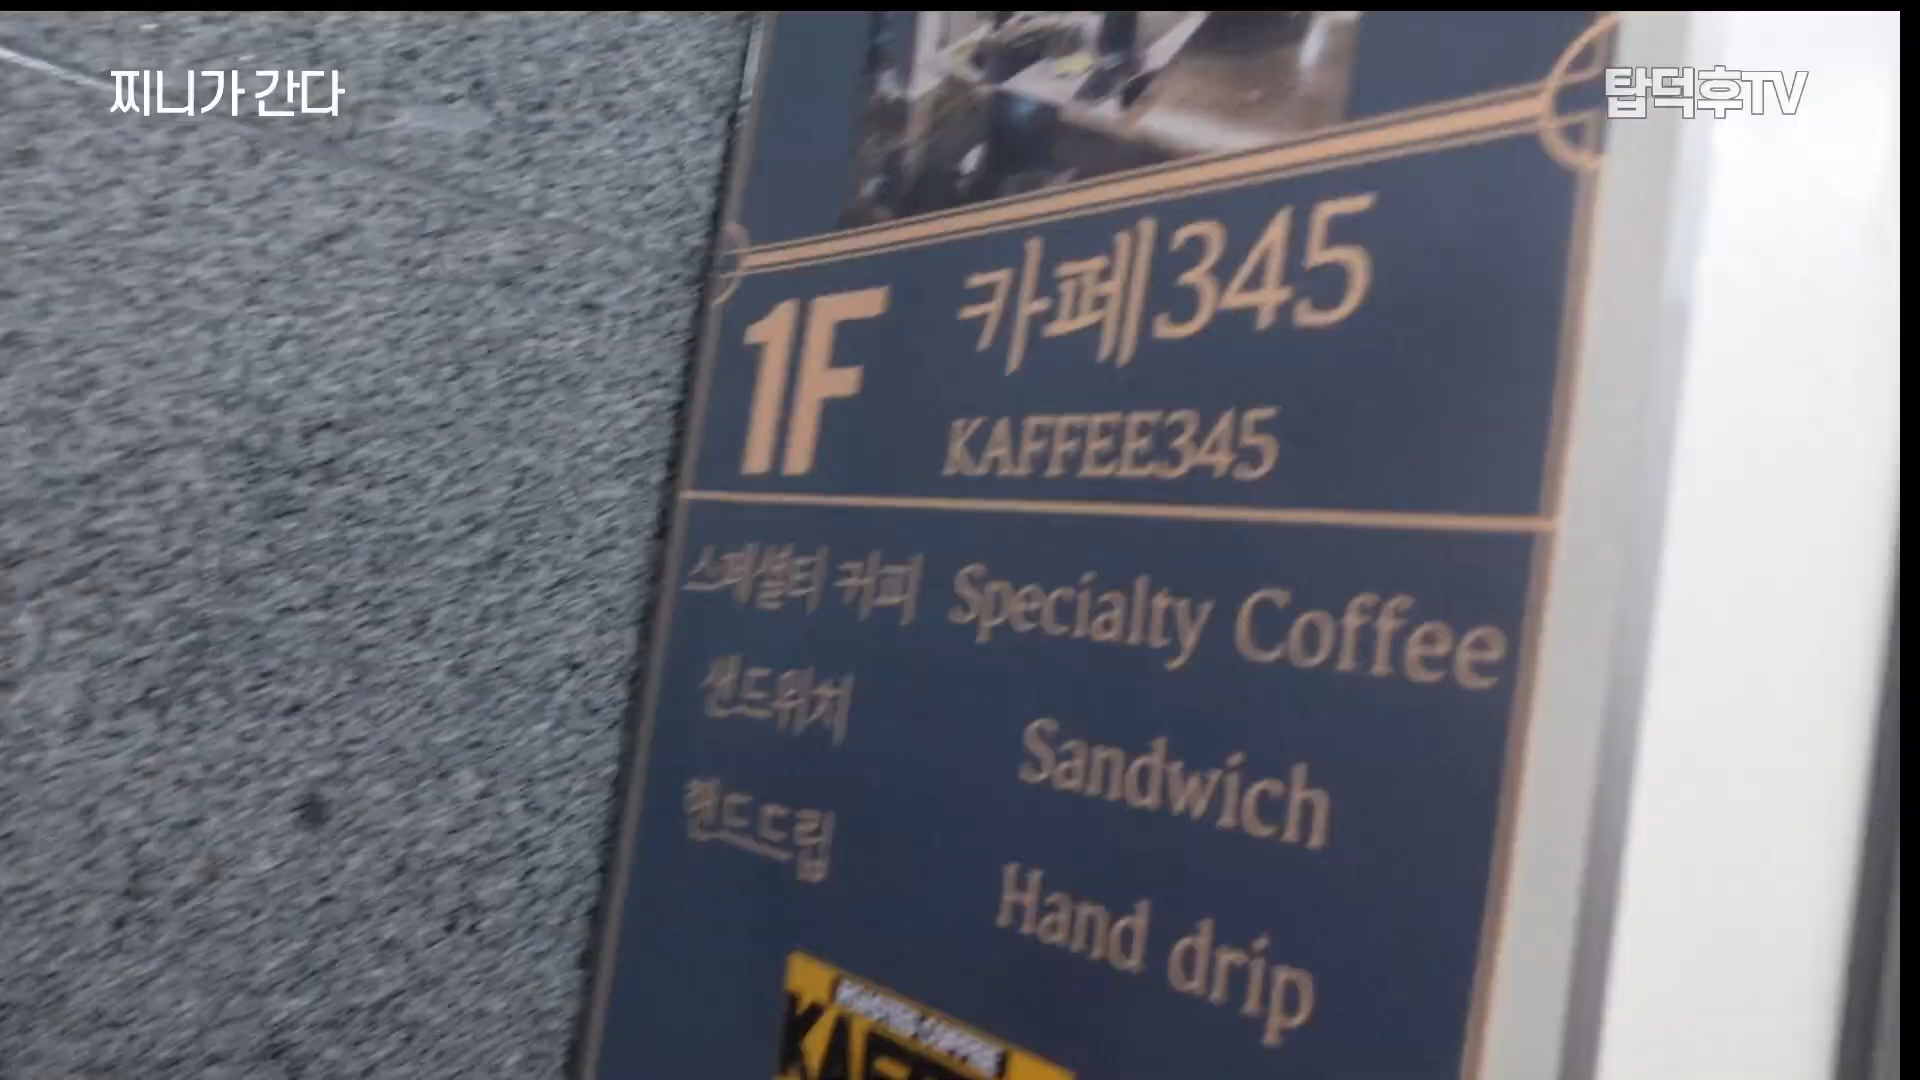 찌니가 간다
탑덕후TV
1F 카페345
KAFFEE345
스페셜티 커피 Specialty Coffee
샌드위치 Sandwich
핸드드립 Hand drip